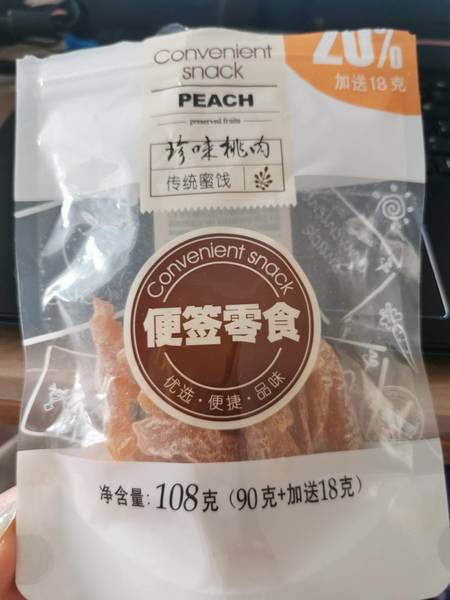 Convenient
snack
PEACH
preserved fruits
珍味桃肉
传统蜜饯
20%
加送18克
Convenient snack
便签零食
优选·便捷·品味
净含量:108克(90克+加送18克)